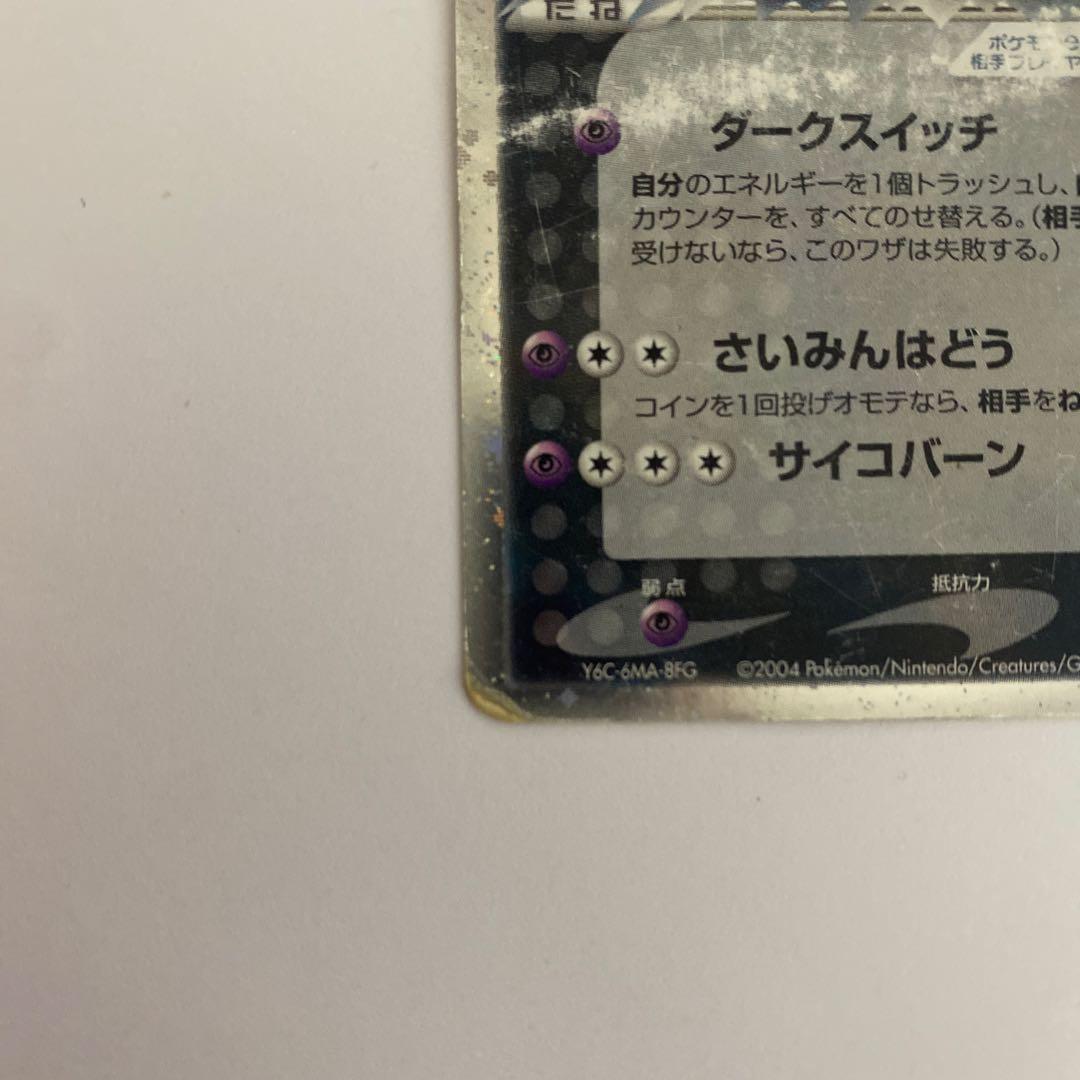 たね
ポケモ
相手プレ
ダークスイッチ
自分のエネルギーを1個トラッシュし、
カウンターを、すべてのせ替える。(相手
受けないなら、このワザは失敗する。)
さいみんはどう
コインを1回投げオモテなら、相手をね
サイコバーン
弱点
抵抗力
Y6C-6MA-8FG ©2004 Pokémon/Nintendo/Creatures/G